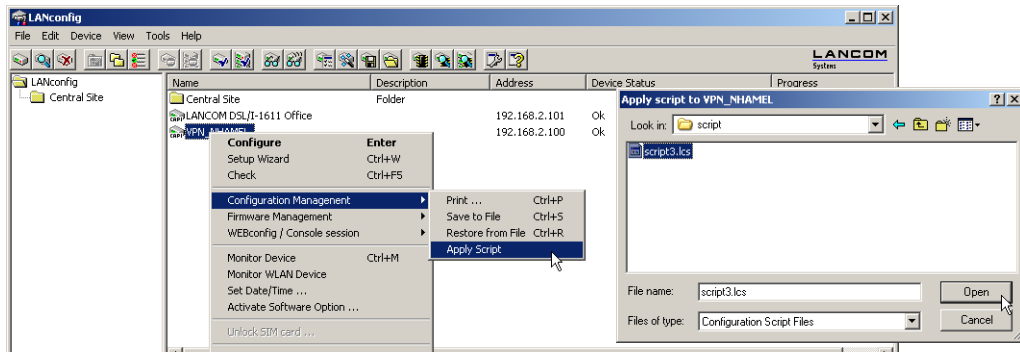 LANconfig
File Edit Device View Tools Help
LANCOM
Systems
LANconfig
Central Site
Name Description Address Device Status Progress
Central Site Folder
LANCOM DSL/I-1611 Office 192.168.2.101 Ok
VPN_NHAMEL 192.168.2.100 Ok
Configure Enter
Setup Wizard Ctrl+W
Check Ctrl+F5
Configuration Management
Firmware Management
WEBconfig / Console session
Monitor Device Ctrl+M
Monitor WLAN Device
Set Date/Time ...
Activate Software Option ...
Unlock SIM card ...
Print ... Ctrl+P
Save to File Ctrl+S
Restore from File Ctrl+R
Apply Script
Apply script to VPN_NHAMEL
Look in: script
script3.lcs
File name: script3.lcs Open
Files of type: Configuration Script Files Cancel